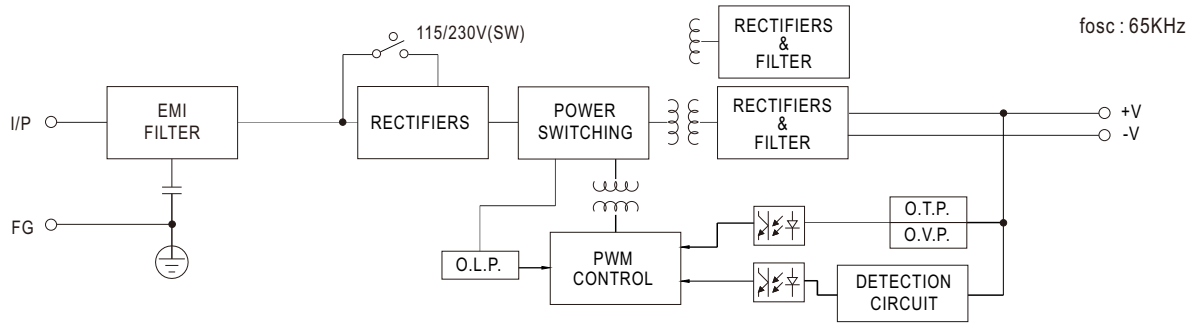 115/230V(SW)
RECTIFIERS
&
FILTER
fosc : 65KHz
I/P
EMI
FILTER
RECTIFIERS
POWER
SWITCHING
RECTIFIERS
&
FILTER
+V
-V
FG
O.L.P.
PWM
CONTROL
O.T.P.
O.V.P.
DETECTION
CIRCUIT